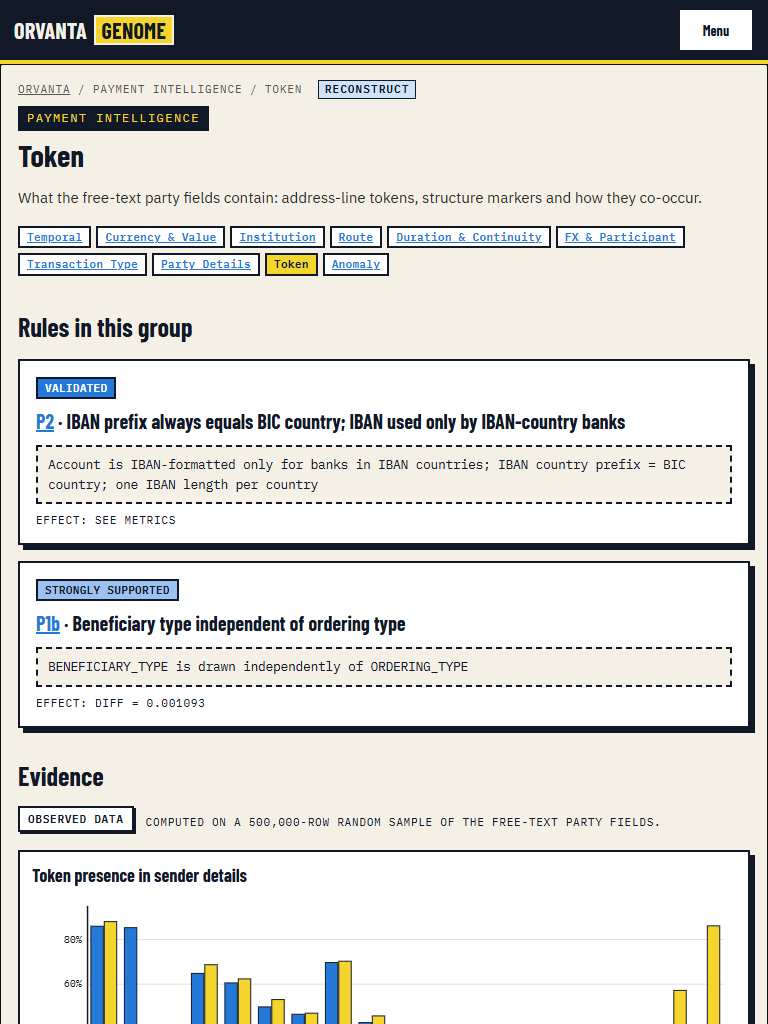 ORVANTA GENOME
Menu
ORVANTA / PAYMENT INTELLIGENCE / TOKEN RECONSTRUCT
PAYMENT INTELLIGENCE
Token
What the free-text party fields contain: address-line tokens, structure markers and how they co-occur.
Temporal Currency & Value Institution Route Duration & Continuity FX & Participant
Transaction Type Party Details Token Anomaly
Rules in this group
VALIDATED
P2 · IBAN prefix always equals BIC country; IBAN used only by IBAN-country banks
Account is IBAN-formatted only for banks in IBAN countries; IBAN country prefix = BIC
country; one IBAN length per country
EFFECT: SEE METRICS
STRONGLY SUPPORTED
P1b · Beneficiary type independent of ordering type
BENEFICIARY_TYPE is drawn independently of ORDERING_TYPE
EFFECT: DIFF = 0.001093
Evidence
OBSERVED DATA COMPUTED ON A 500,000-ROW RANDOM SAMPLE OF THE FREE-TEXT PARTY FIELDS.
Token presence in sender details
80%
60%